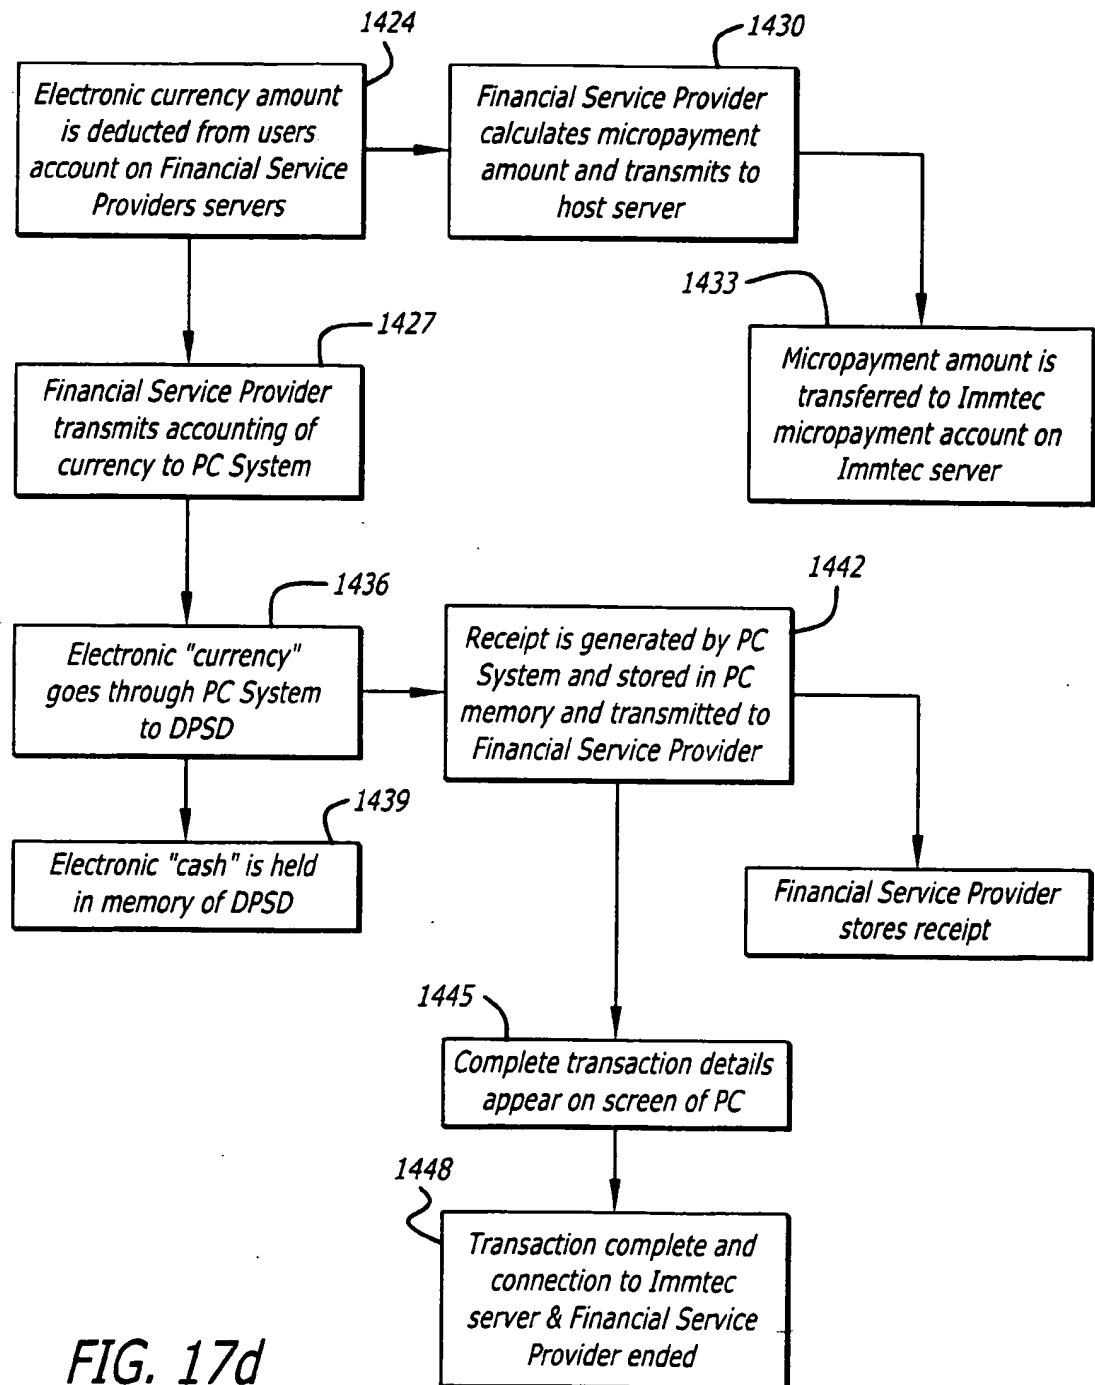 1424
Electronic currency amount
is deducted from users
account on Financial Service
Providers servers
1430
Financial Service Provider
calculates micropayment
amount and transmits to
host server
1433
Micropayment amount is
transferred to Immtec
micropayment account on
Immtec server
1427
Financial Service Provider
transmits accounting of
currency to PC System
1436
Electronic "currency"
goes through PC System
to DPSD
1442
Receipt is generated by PC
System and stored in PC
memory and transmitted to
Financial Service Provider
1439
Electronic "cash" is held
in memory of DPSD
Financial Service Provider
stores receipt
1445
Complete transaction details
appear on screen of PC
1448
Transaction complete and
connection to Immtec
server & Financial Service
Provider ended
FIG. 17d